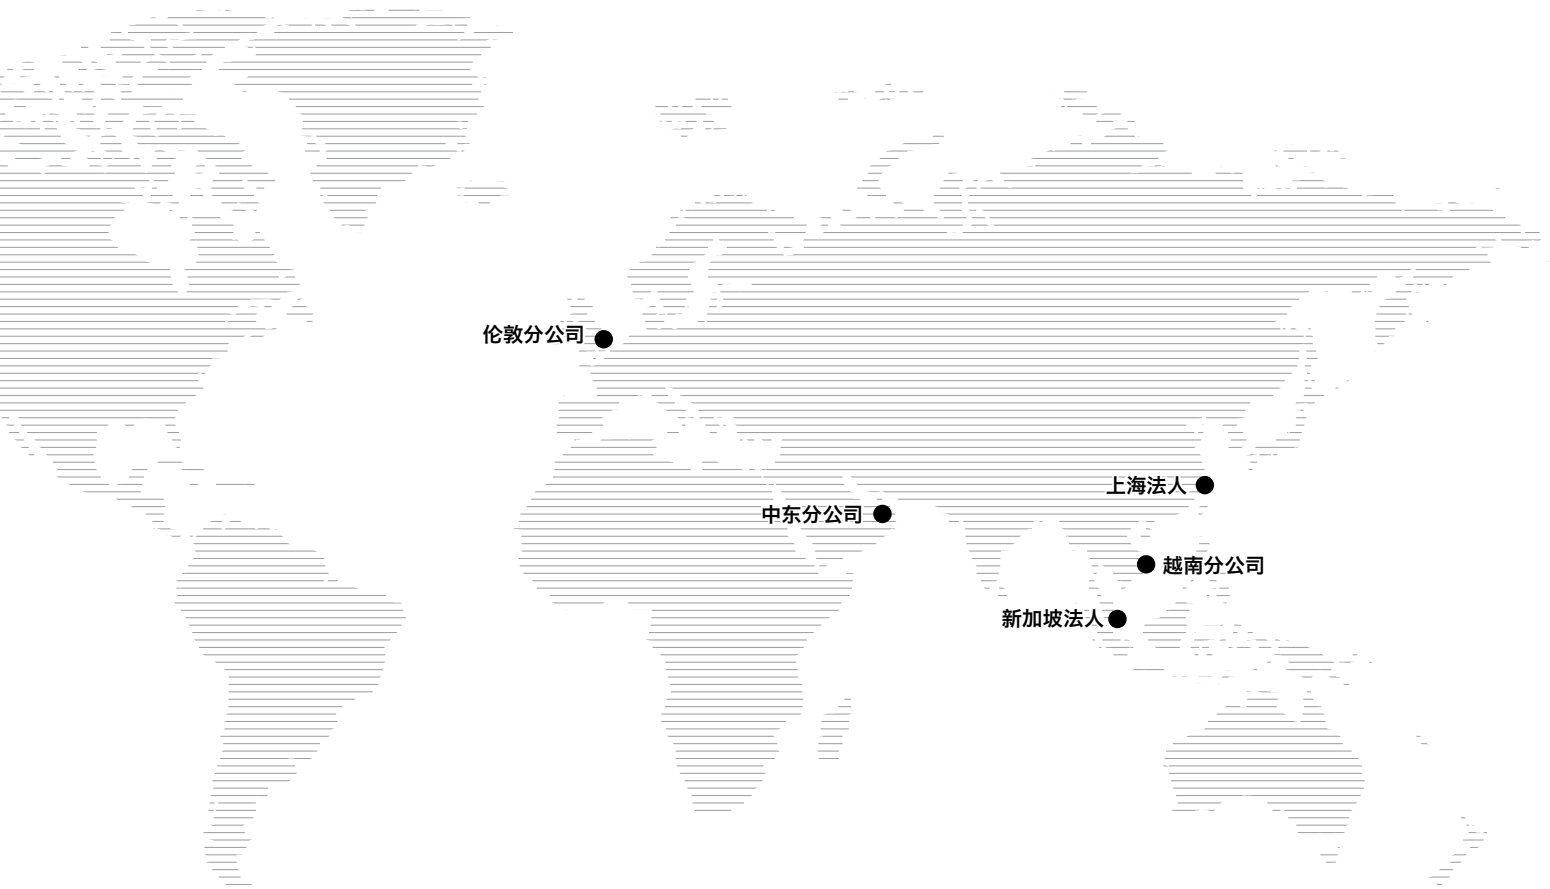 伦敦分公司
上海法人
中东分公司
越南分公司
新加坡法人